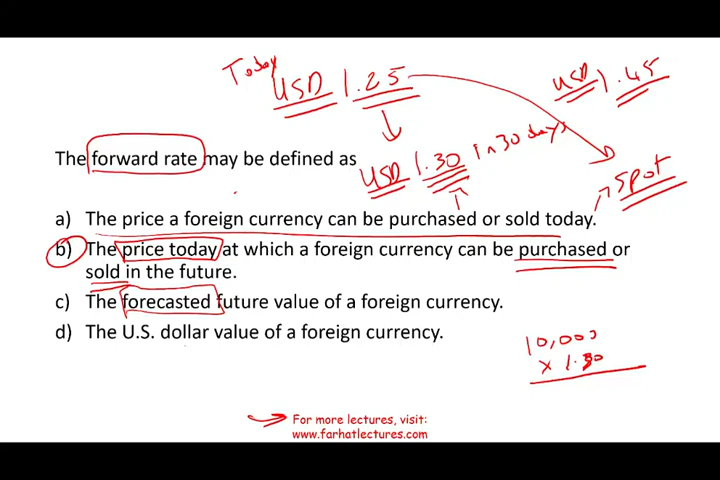 Today
USD 1.25
USD 1.45
The forward rate may be defined as
USD 1.30 in 30 days
Spot
a) The price a foreign currency can be purchased or sold today.
b) The price today at which a foreign currency can be purchased or
sold in the future.
c) The forecasted future value of a foreign currency.
d) The U.S. dollar value of a foreign currency.
10,000
x 1.30
For more lectures, visit:
www.farhatlectures.com